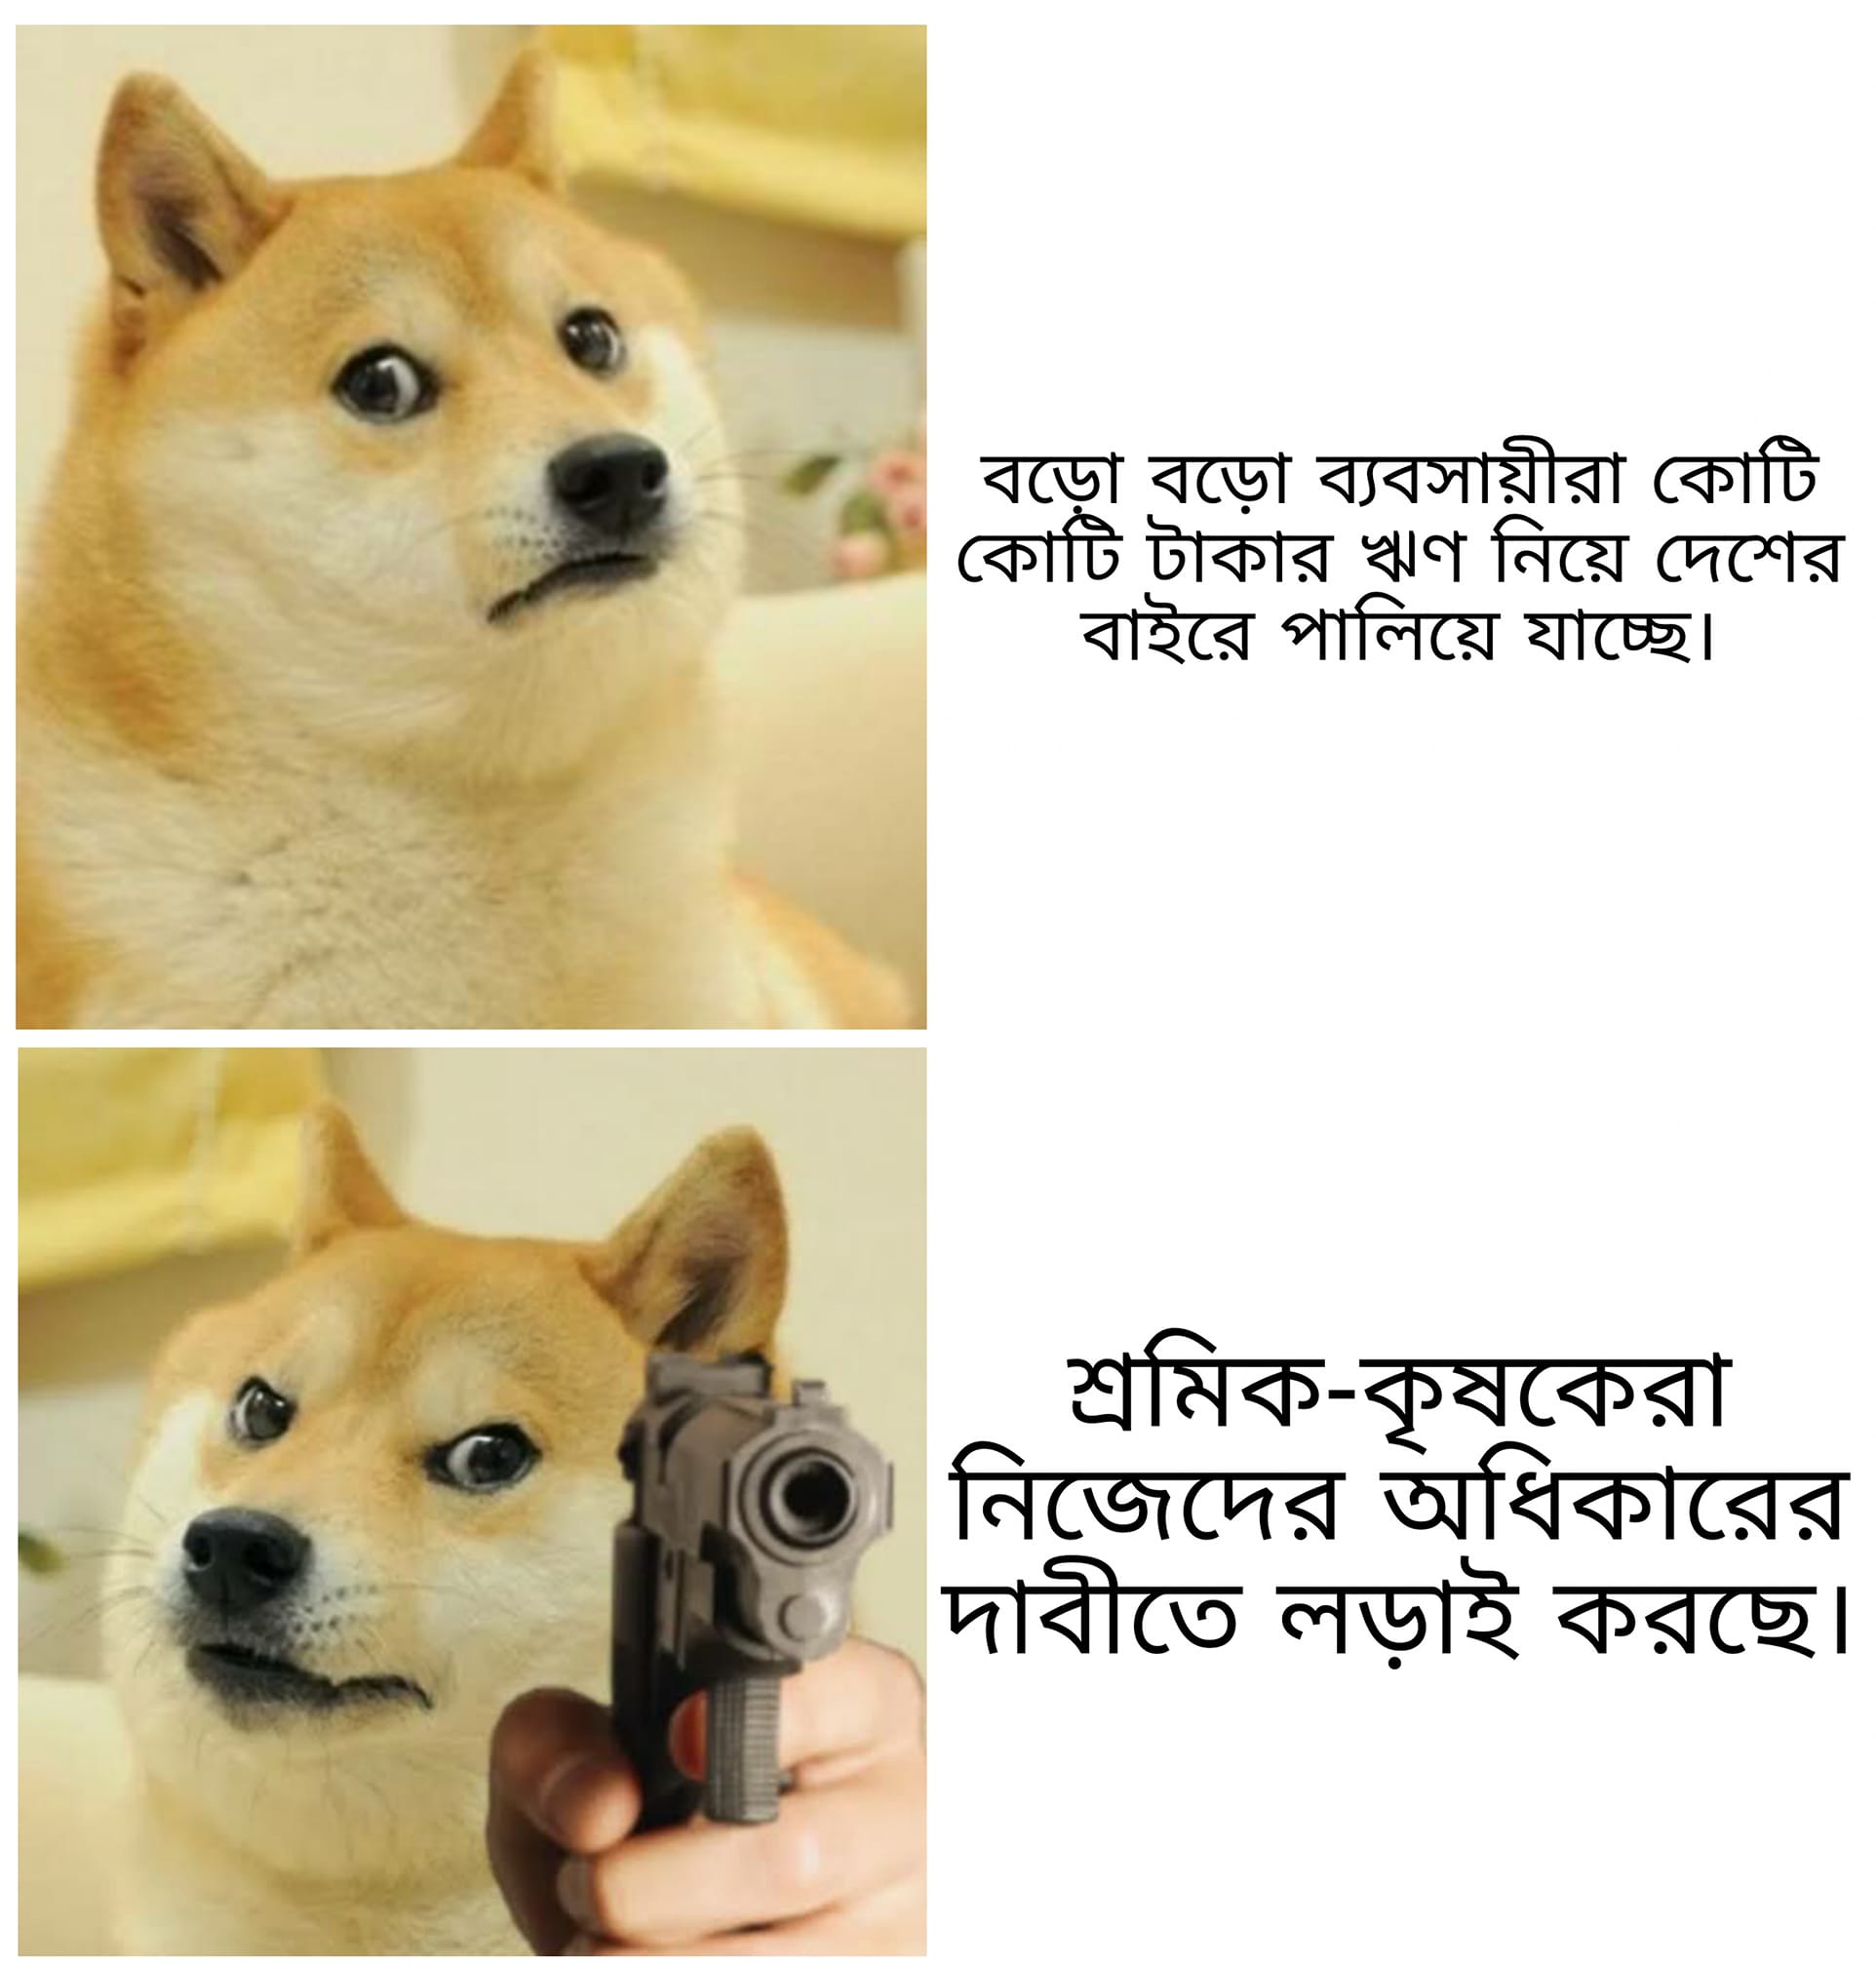 বড়ো বড়ো ব্যবসায়ীরা কোটি
কোটি টাকার ঋণ নিয়ে দেশের
বাইরে পালিয়ে যাচ্ছে।
শ্রমিক-কৃষকেরা
নিজেদের অধিকারের
দাবীতে লড়াই করছে।